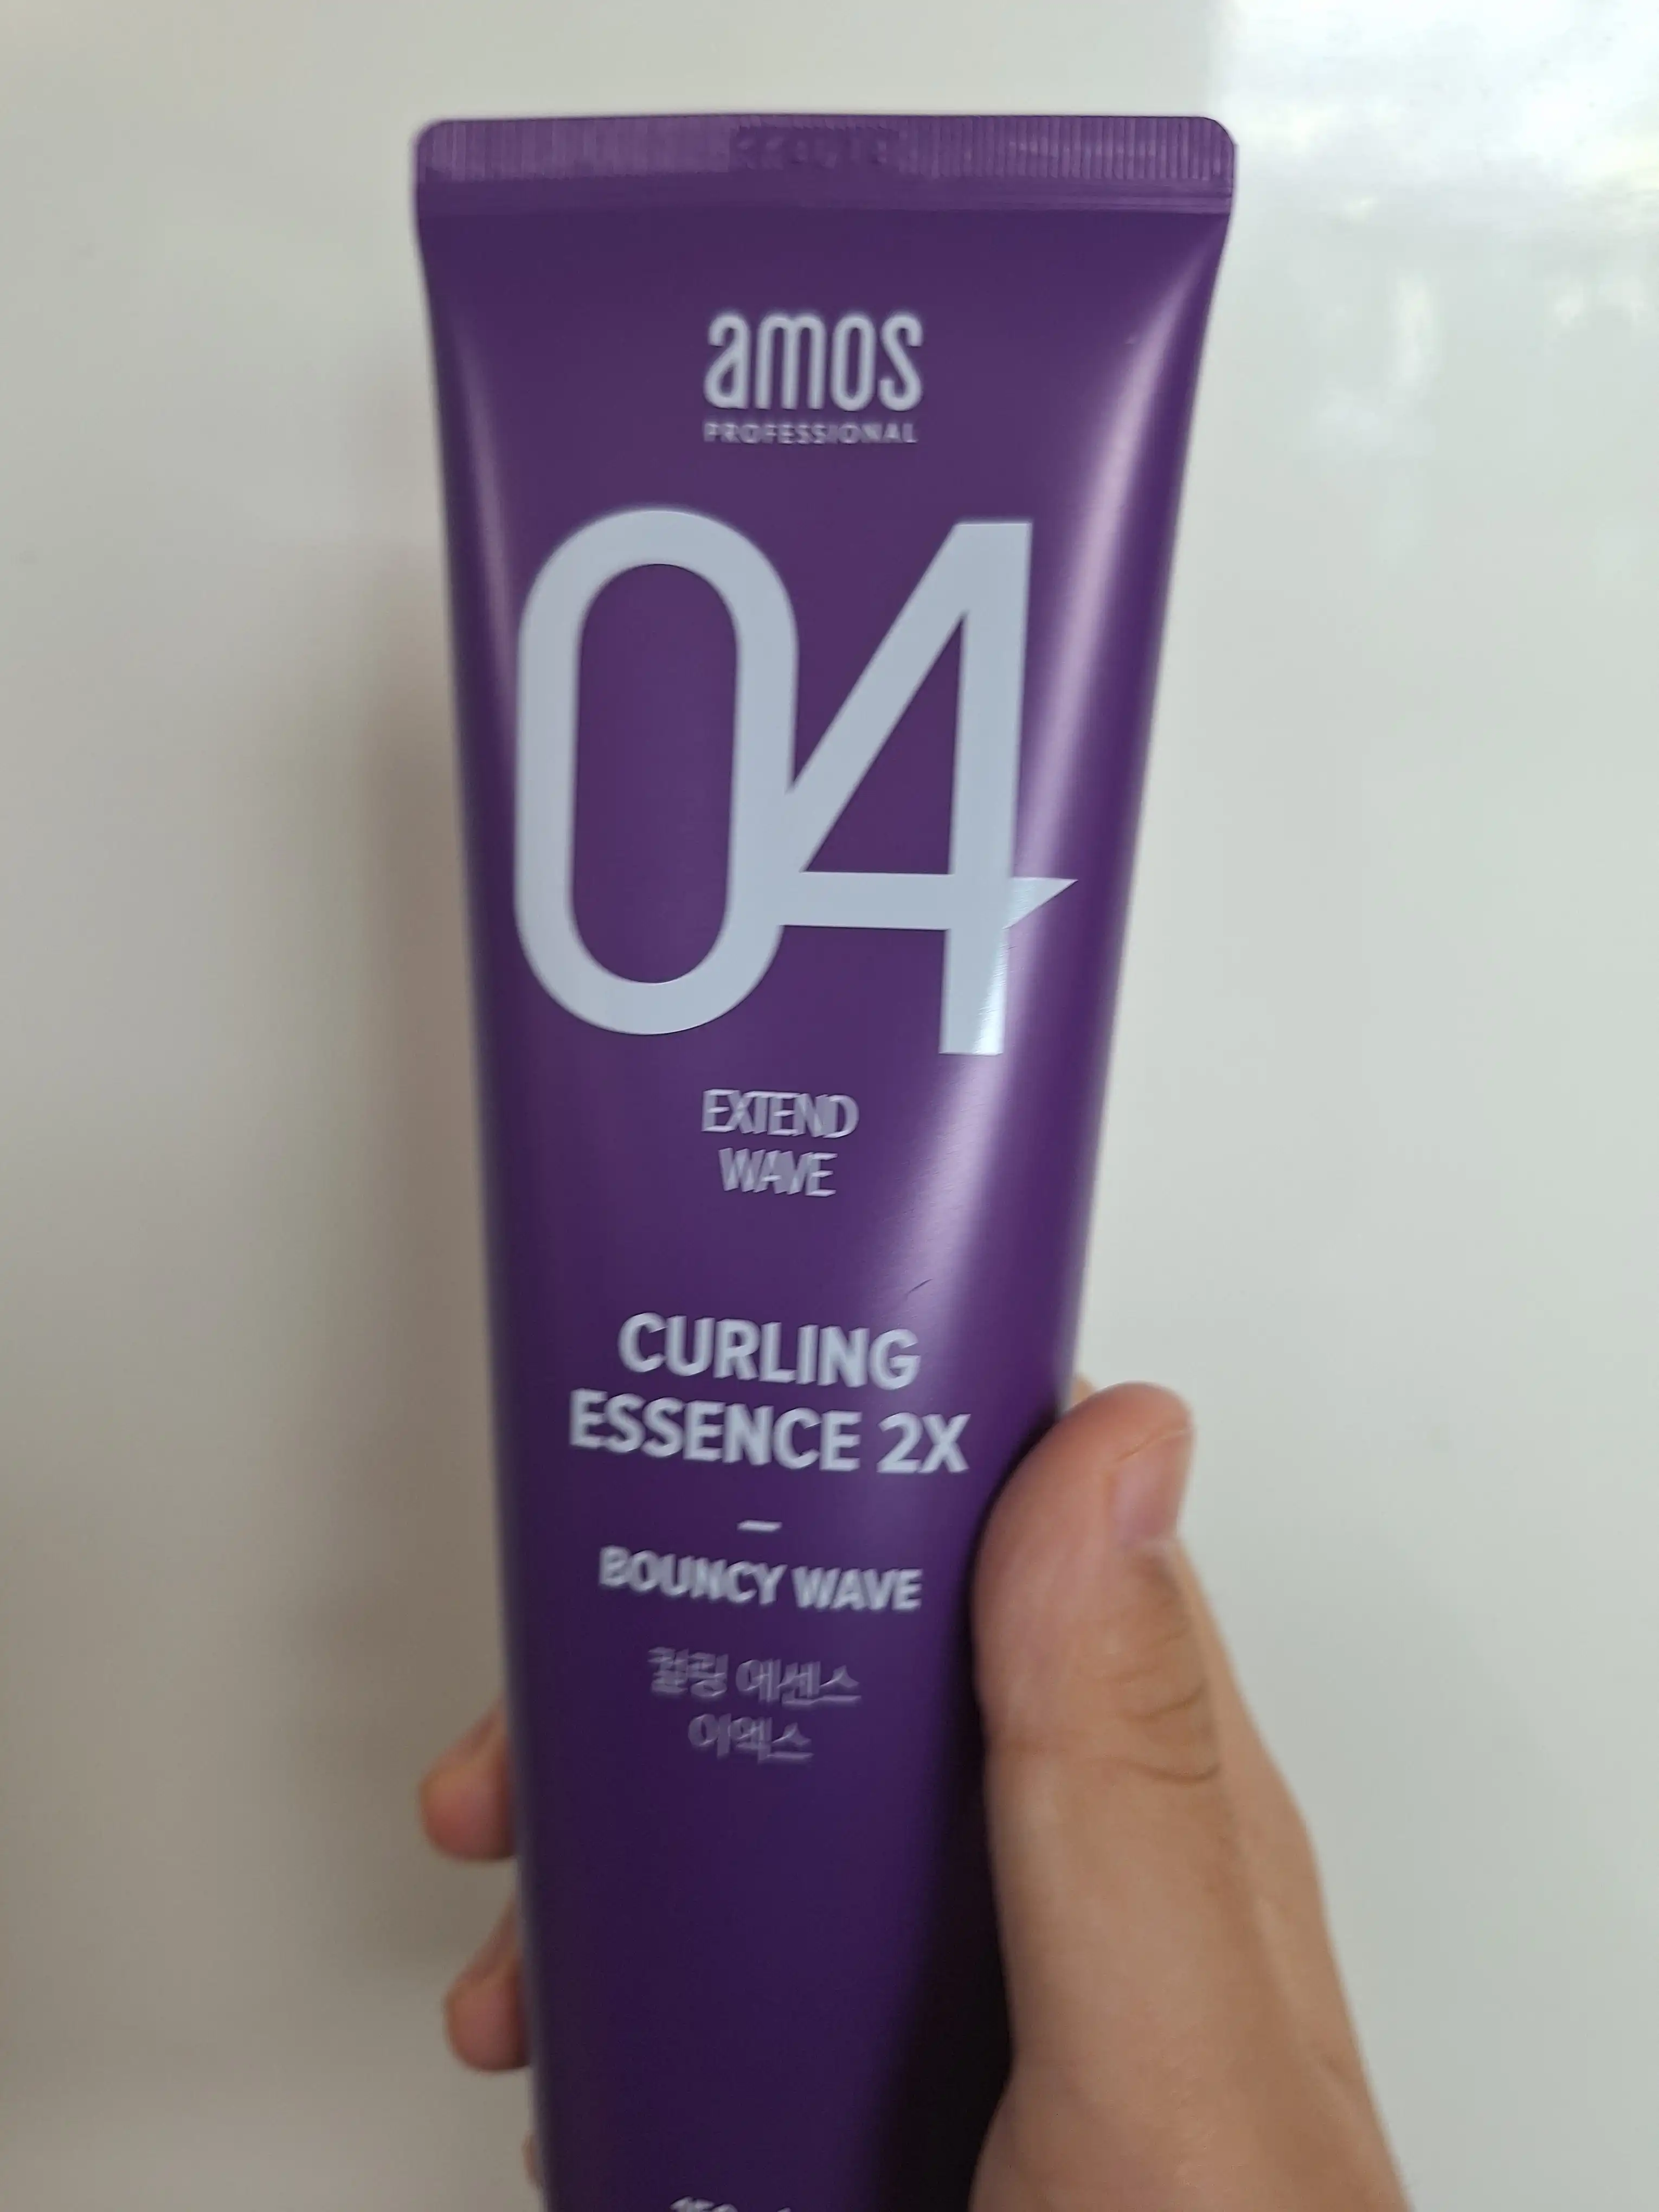 amos
PROFESSIONAL
04
EXTEND
WAVE
CURLING
ESSENCE 2X
–
BOUNCY WAVE
컬링 에센스
이엑스